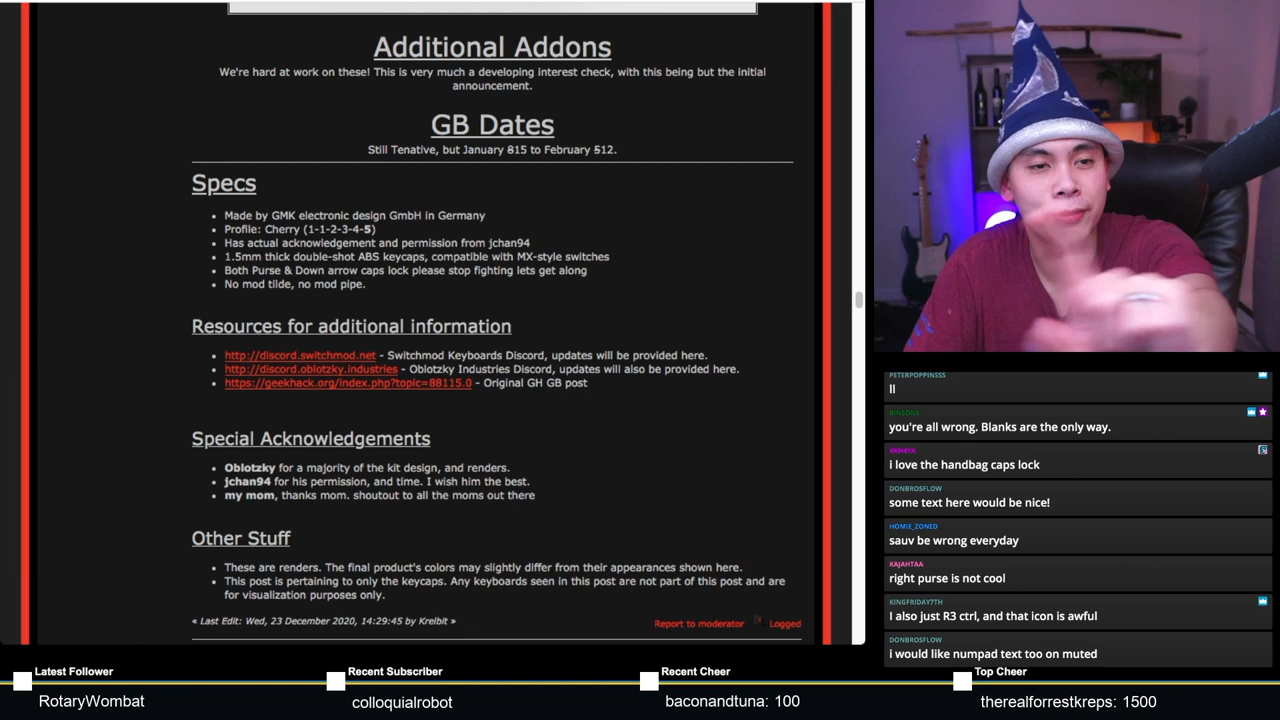 Additional Addons
We're hard at work on these! This is very much a developing interest check, with this being but the initial
announcement.
GB Dates
Still Tenative, but January 815 to February 512.
Specs
Made by GMK electronic design GmbH in Germany
Profile: Cherry (1-1-2-3-4-5)
Has actual acknowledgement and permission from jchan94
1.5mm thick double-shot ABS keycaps, compatible with MX-style switches
Both Purse & Down arrow caps lock please stop fighting lets get along
No mod tilde, no mod pipe.
Resources for additional information
http://discord.switchmod.net - Switchmod Keyboards Discord, updates will be provided here.
http://discord.oblotzky.industries - Oblotzky Industries Discord, updates will also be provided here.
https://geekhack.org/index.php?topic=88115.0 - Original GH GB post
Special Acknowledgements
Oblotzky for a majority of the kit design, and renders.
jchan94 for his permission, and time. I wish him the best.
my mom, thanks mom. shoutout to all the moms out there
Other Stuff
These are renders. The final product's colors may slightly differ from their appearances shown here.
This post is pertaining to only the keycaps. Any keyboards seen in this post are not part of this post and are
for visualization purposes only.
« Last Edit: Wed, 23 December 2020, 14:29:45 by Krelbit »
Report to moderator Logged
PETERPOPPINSSS
ll
BINSONS
you're all wrong. Blanks are the only way.
i love the handbag caps lock
DONBROSFLOW
some text here would be nice!
HOMIE_ZONED
sauv be wrong everyday
KAJAHTAA
right purse is not cool
KINGFRIDAY7TH
I also just R3 ctrl, and that icon is awful
DONBROSFLOW
i would like numpad text too on muted
Latest Follower
RotaryWombat
Recent Subscriber
colloquialrobot
Recent Cheer
baconandtuna: 100
Top Cheer
therealforrestkreps: 1500